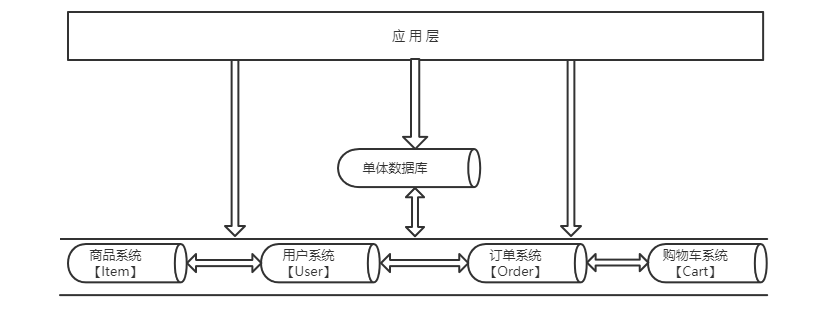 应 用 层
单体数据库
商品系统
【Item】
用户系统
【User】
订单系统
【Order】
购物车系统
【Cart】